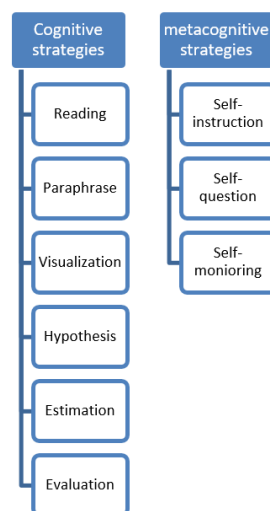 Cognitive
strategies
Reading
Paraphrase
Visualization
Hypothesis
Estimation
Evaluation
metacognitive
strategies
Self-
instruction
Self-
question
Self-
monioring